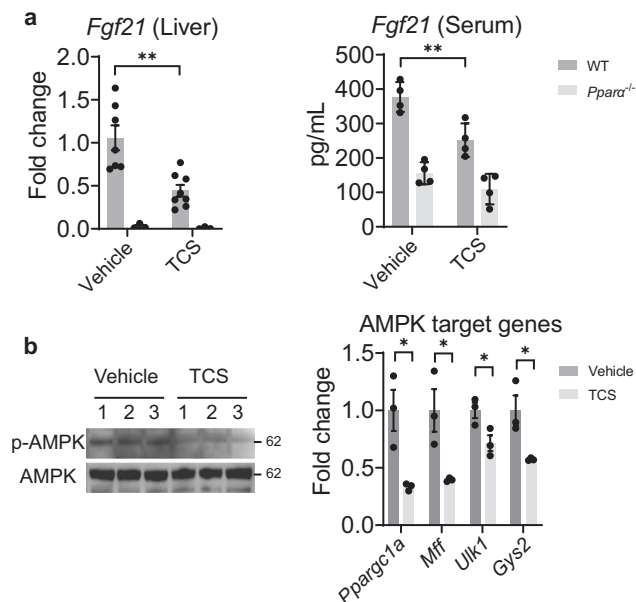 a
Fgf21 (Liver)
Fold change
1.5
1.0
1.0
0.5
0.0
**
Vehicle
TCS
Fgf21 (Serum)
pg/mL
500
400
300
200
100
0
**
Vehicle
TCS
WT
Pparα-/-
b
Vehicle TCS
1 2 3 1 2 3
p-AMPK
62
AMPK
62
AMPK target genes
Fold change
1.5
1.0
0.5
0.0
* * * *
Ppargc1a
Mff
Ulk1
Gys2
Vehicle
TCS